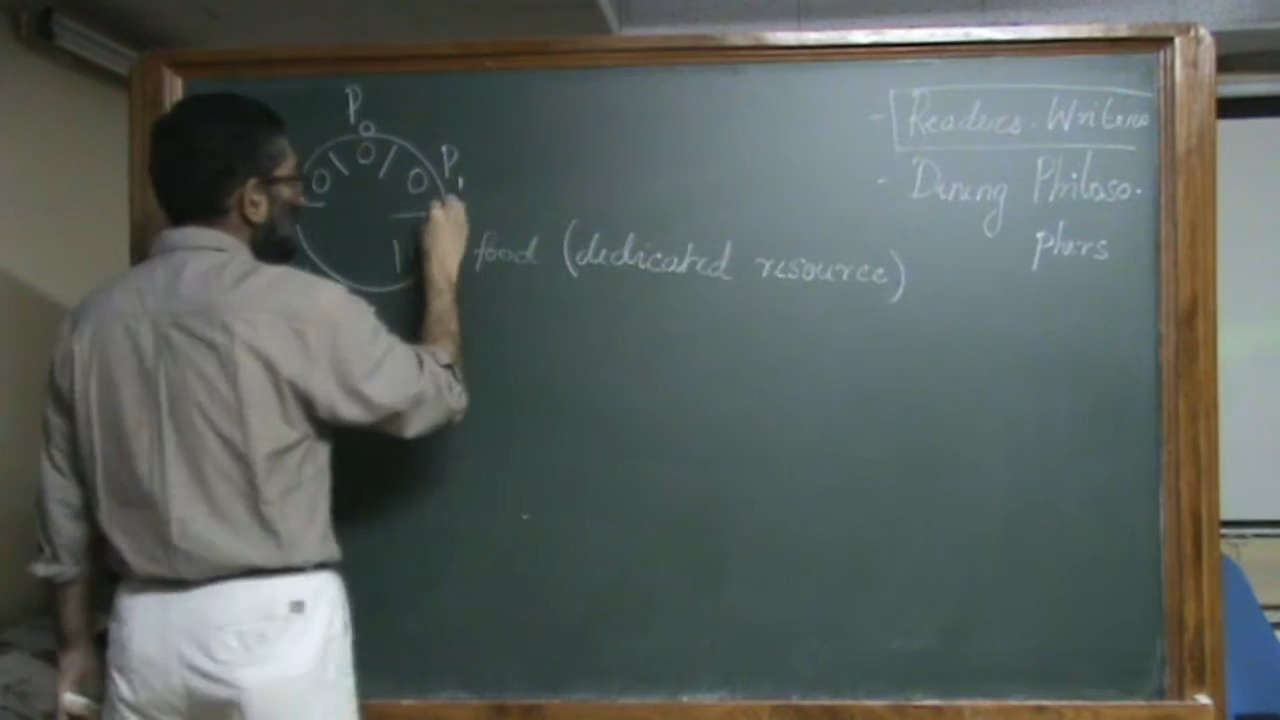 P0
P1
- Readers-Writers
- Dining Philoso-
phers
food (dedicated resource)